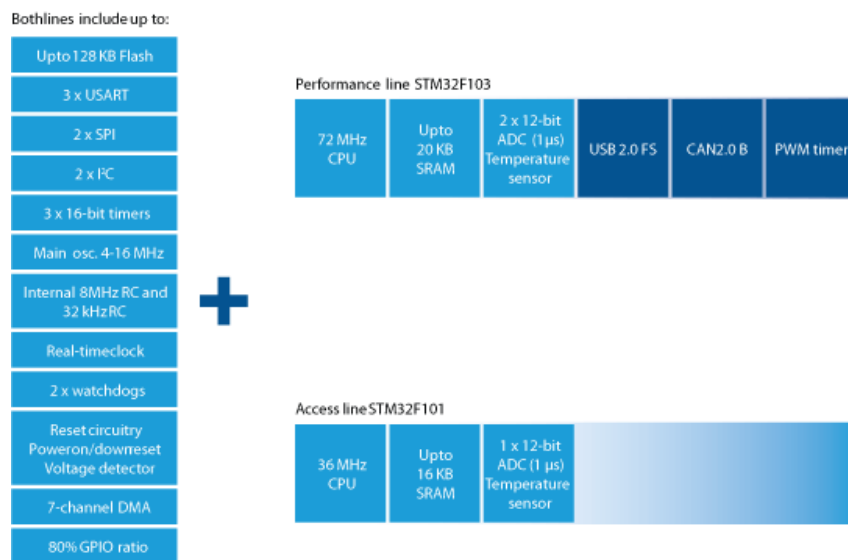 Bothlines include up to:
Upto 128 KB Flash
3 x USART
2 x SPI
2 x I²C
3 x 16-bit timers
Main osc. 4-16 MHz
Internal 8MHz RC and
32 kHz RC
Real-timeclock
2 x watchdogs
Reset circuitry
Poweron/downreset
Voltage detector
7-channel DMA
80% GPIO ratio
+
Performance line STM32F103
72 MHz
CPU
Upto
20 KB
SRAM
2 x 12-bit
ADC (1µs)
Temperature
sensor
USB 2.0 FS
CAN2.0 B
PWM timer
Access line STM32F101
36 MHz
CPU
Upto
16 KB
SRAM
1 x 12-bit
ADC (1 µs)
Temperature
sensor